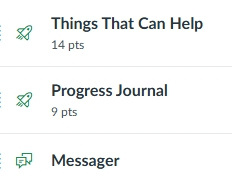 Things That Can Help
14 pts
Progress Journal
9 pts
Messager